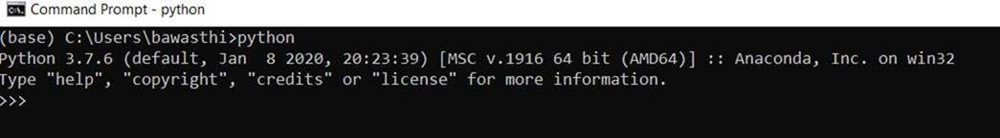 Command Prompt - python
(base) C:\Users\bawasthi>python
Python 3.7.6 (default, Jan  8 2020, 20:23:39) [MSC v.1916 64 bit (AMD64)] :: Anaconda, Inc. on win32
Type "help", "copyright", "credits" or "license" for more information.
>>>